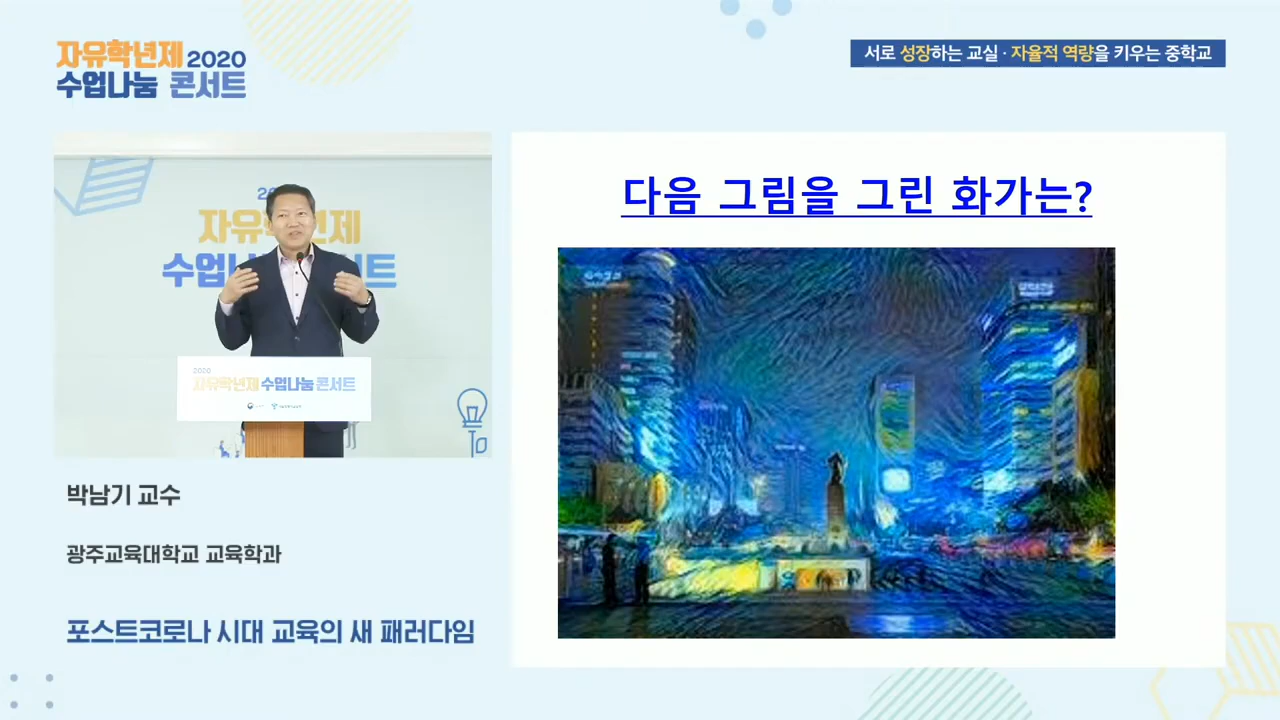 자유학년제 2020
수업나눔 콘서트
서로 성장하는 교실 · 자율적 역량을 키우는 중학교
다음 그림을 그린 화가는?
자유학년제
수업나눔 콘서트
2020
자유학년제 수업나눔 콘서트
박남기 교수
광주교육대학교 교육학과
포스트코로나 시대 교육의 새 패러다임